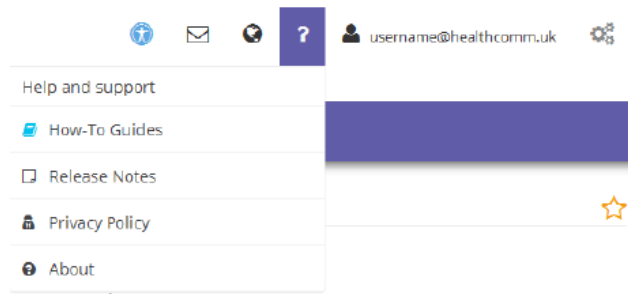 ? username@healthcomm.uk
Help and support
How-To Guides
Release Notes
Privacy Policy
About